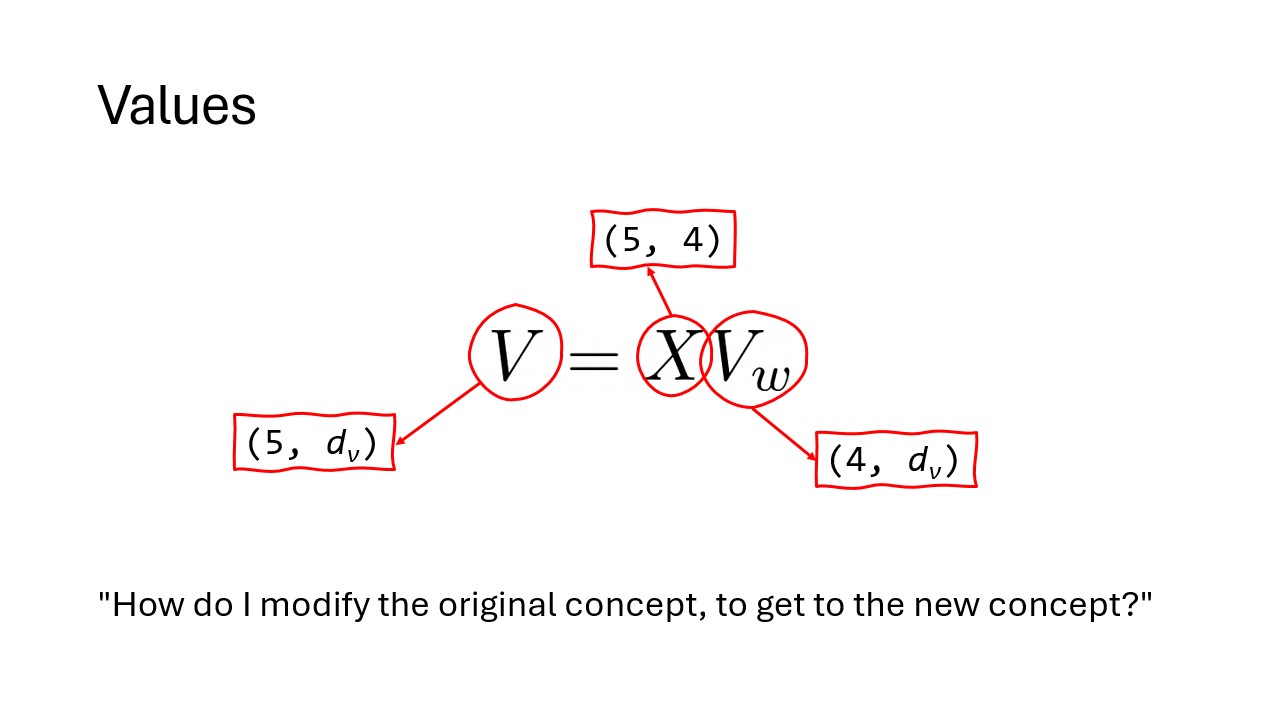 Values
(5, 4)
V = XV_w
(5, d_v)
(4, d_v)
"How do I modify the original concept, to get to the new concept?"